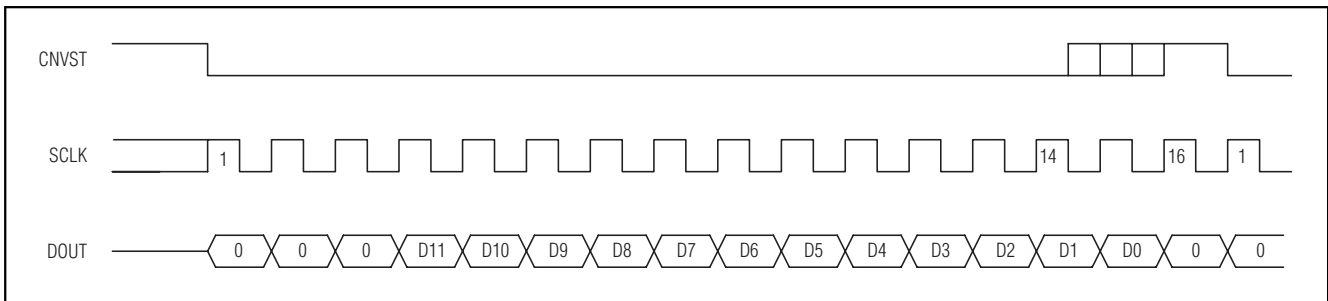 CNVST
SCLK 1 14 16 1
DOUT 0 0 0 D11 D10 D9 D8 D7 D6 D5 D4 D3 D2 D1 D0 0 0